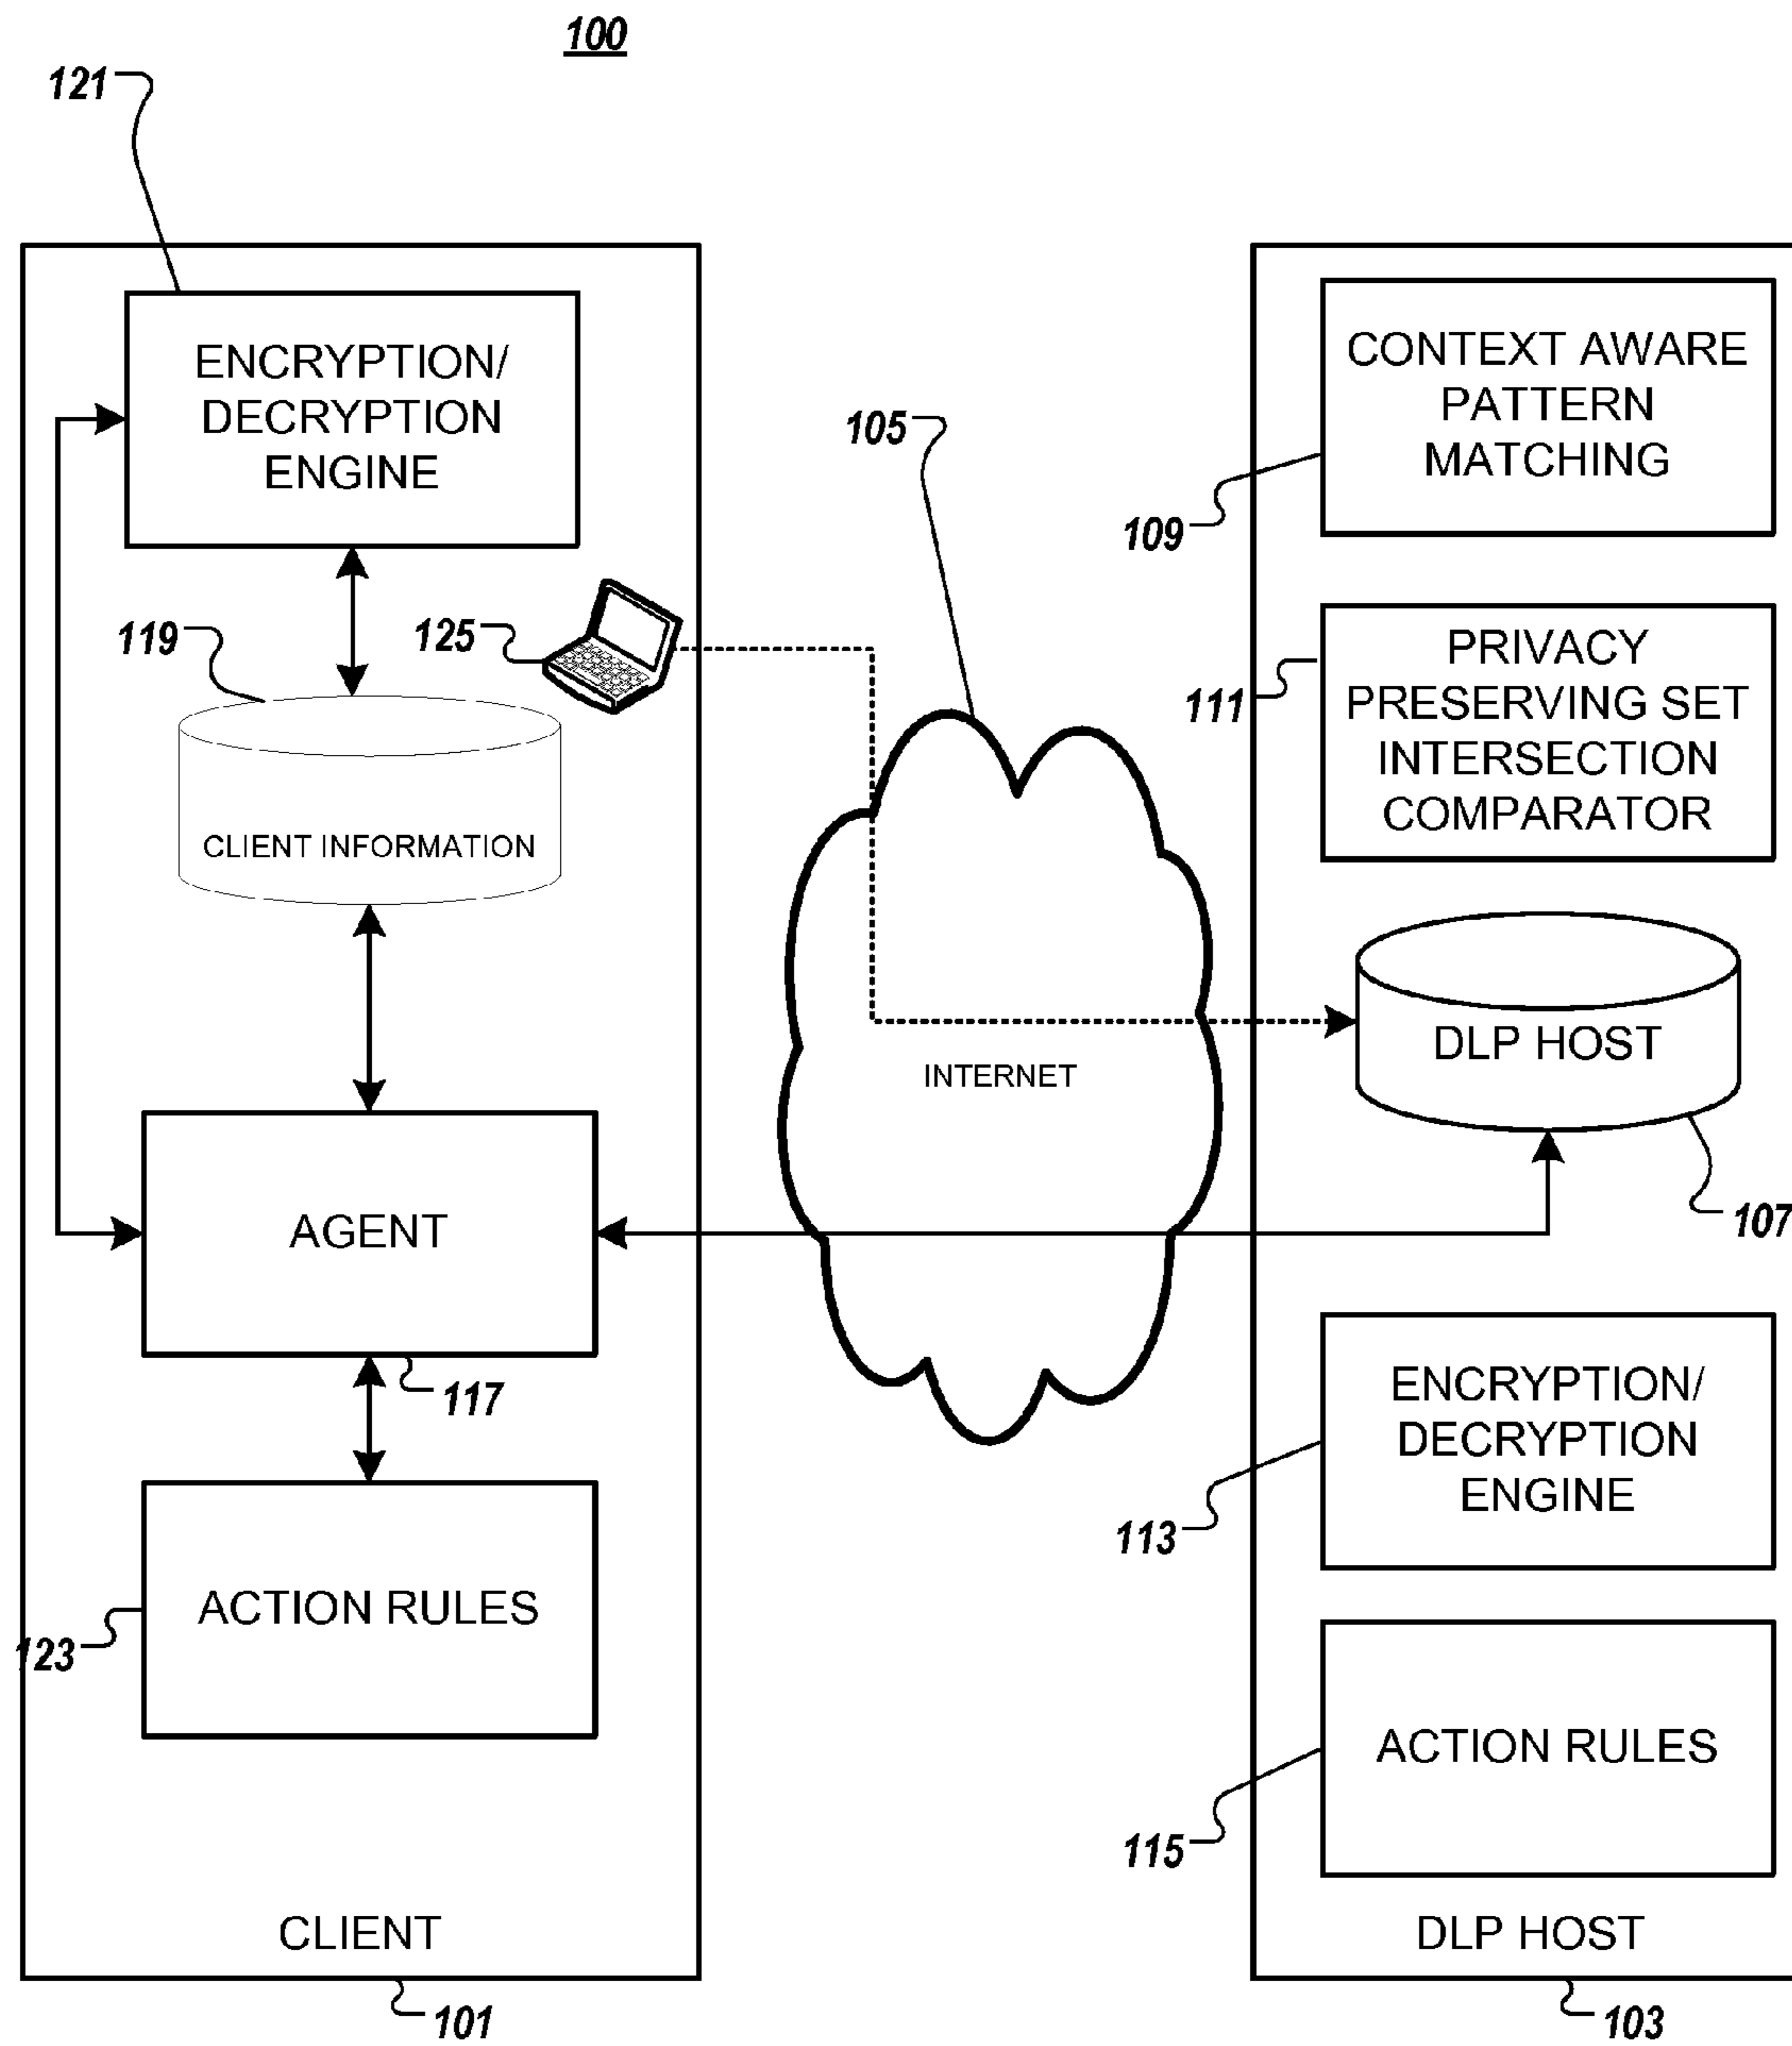 100
121
ENCRYPTION/
DECRYPTION
ENGINE
119
125
CLIENT INFORMATION
AGENT
117
ACTION RULES
123
CLIENT
101
105
INTERNET
CONTEXT AWARE
PATTERN
MATCHING
109
PRIVACY
PRESERVING SET
INTERSECTION
COMPARATOR
111
DLP HOST
107
ENCRYPTION/
DECRYPTION
ENGINE
113
ACTION RULES
115
DLP HOST
103